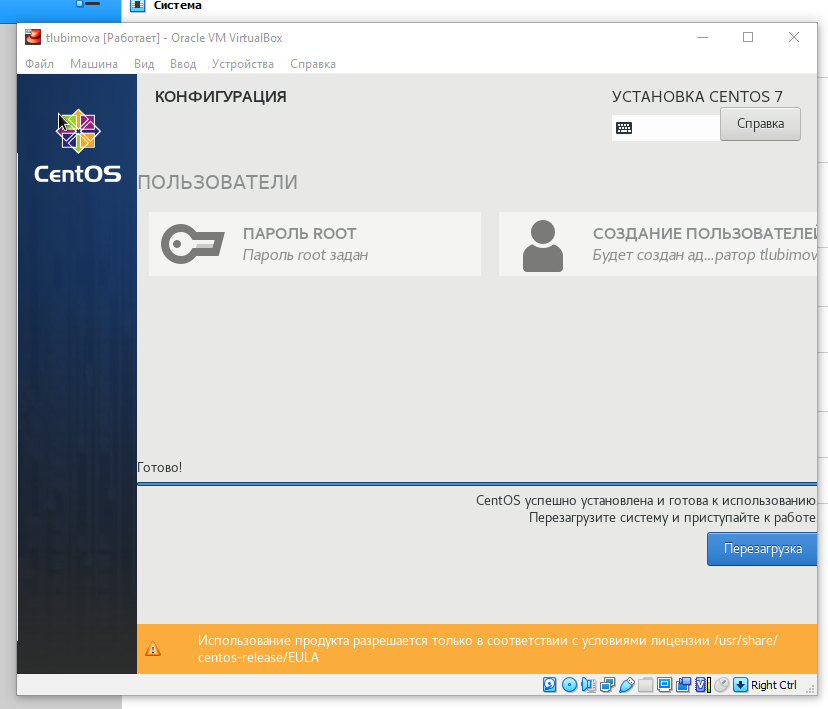 Система
tlubimova [Работает] - Oracle VM VirtualBox
Файл Машина Вид Ввод Устройства Справка
КОНФИГУРАЦИЯ
УСТАНОВКА CENTOS 7
Справка
CentOS
ПОЛЬЗОВАТЕЛИ
ПАРОЛЬ ROOT
Пароль root задан
СОЗДАНИЕ ПОЛЬЗОВАТЕЛЕЙ
Будет создан ад...ратор tlubimov
Готово!
CentOS успешно установлена и готова к использованию
Перезагрузите систему и приступайте к работе
Перезагрузка
Использование продукта разрешается только в соответствии с условиями лицензии /usr/share/
centos-release/EULA
Right Ctrl